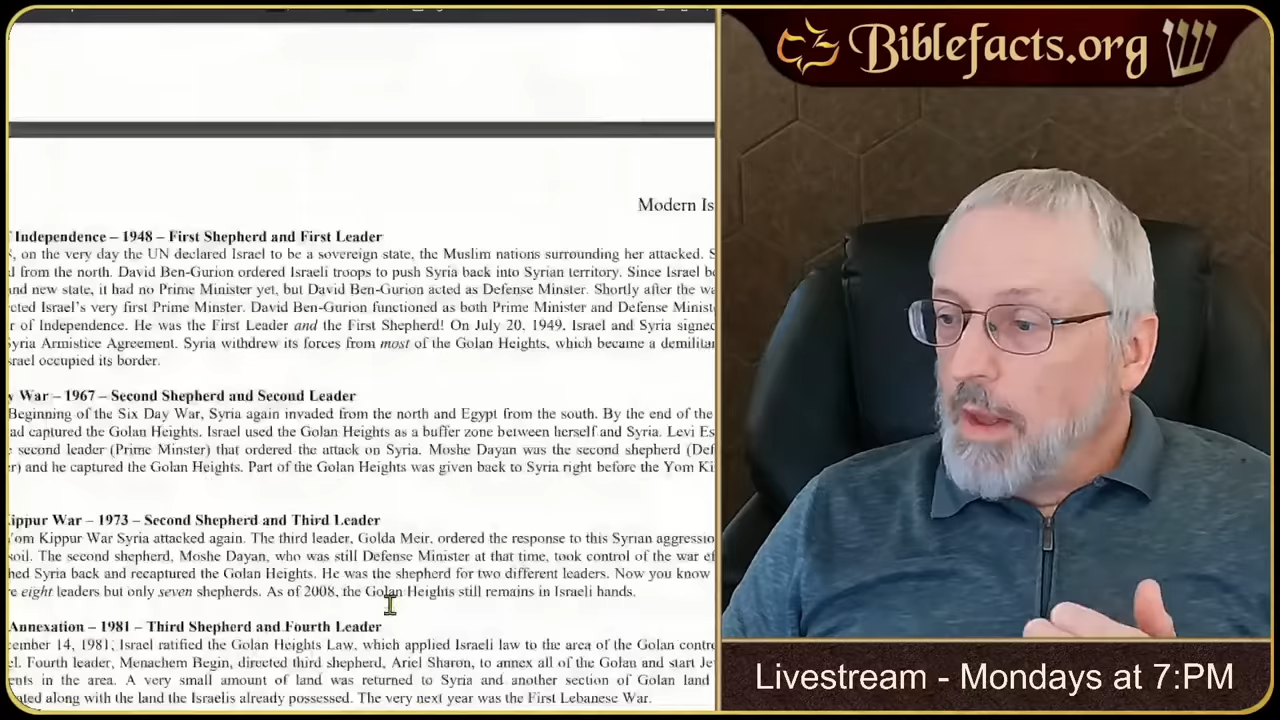 Biblefacts.org
Modern Is
Independence – 1948 – First Shepherd and First Leader
, on the very day the UN declared Israel to be a sovereign state, the Muslim nations surrounding her attacked. S
from the north. David Ben-Gurion ordered Israeli troops to push Syria back into Syrian territory. Since Israel
nd new state, it had no Prime Minister yet, but David Ben-Gurion acted as Defense Minster. Shortly after the wa
cted Israel's very first Prime Minster. David Ben-Gurion functioned as both Prime Minister and Defense Minist
r of Independence. He was the First Leader and the First Shepherd! On July 20, 1949, Israel and Syria signed
Syria Armistice Agreement. Syria withdrew its forces from most of the Golan Heights, which became a demilitar
srael occupied its border.
y War – 1967 – Second Shepherd and Second Leader
Beginning of the Six Day War, Syria again invaded from the north and Egypt from the south. By the end of the
ad captured the Golan Heights. Israel used the Golan Heights as a buffer zone between herself and Syria. Levi Es
second leader (Prime Minster) that ordered the attack on Syria. Moshe Dayan was the second shepherd (Def
r) and he captured the Golan Heights. Part of the Golan Heights was given back to Syria right before the Yom Ki
Kippur War – 1973 – Second Shepherd and Third Leader
Yom Kippur War Syria attacked again. The third leader, Golda Meir, ordered the response to this Syrian aggressio
soil. The second shepherd, Moshe Dayan, who was still Defense Minister at that time, took control of the war ef
hed Syria back and recaptured the Golan Heights. He was the shepherd for two different leaders. Now you know
re eight leaders but only seven shepherds. As of 2008, the Golan Heights still remains in Israeli hands.
Annexation – 1981 – Third Shepherd and Fourth Leader
cember 14, 1981, Israel ratified the Golan Heights Law, which applied Israeli law to the area of the Golan contro
el. Fourth leader, Menachem Begin, directed third shepherd, Ariel Sharon, to annex all of the Golan and start Je
ents in the area. A very small amount of land was returned to Syria and another section of Golan land
ated along with the land the Israelis already possessed. The very next year was the First Lebanese War.
Livestream - Mondays at 7:PM